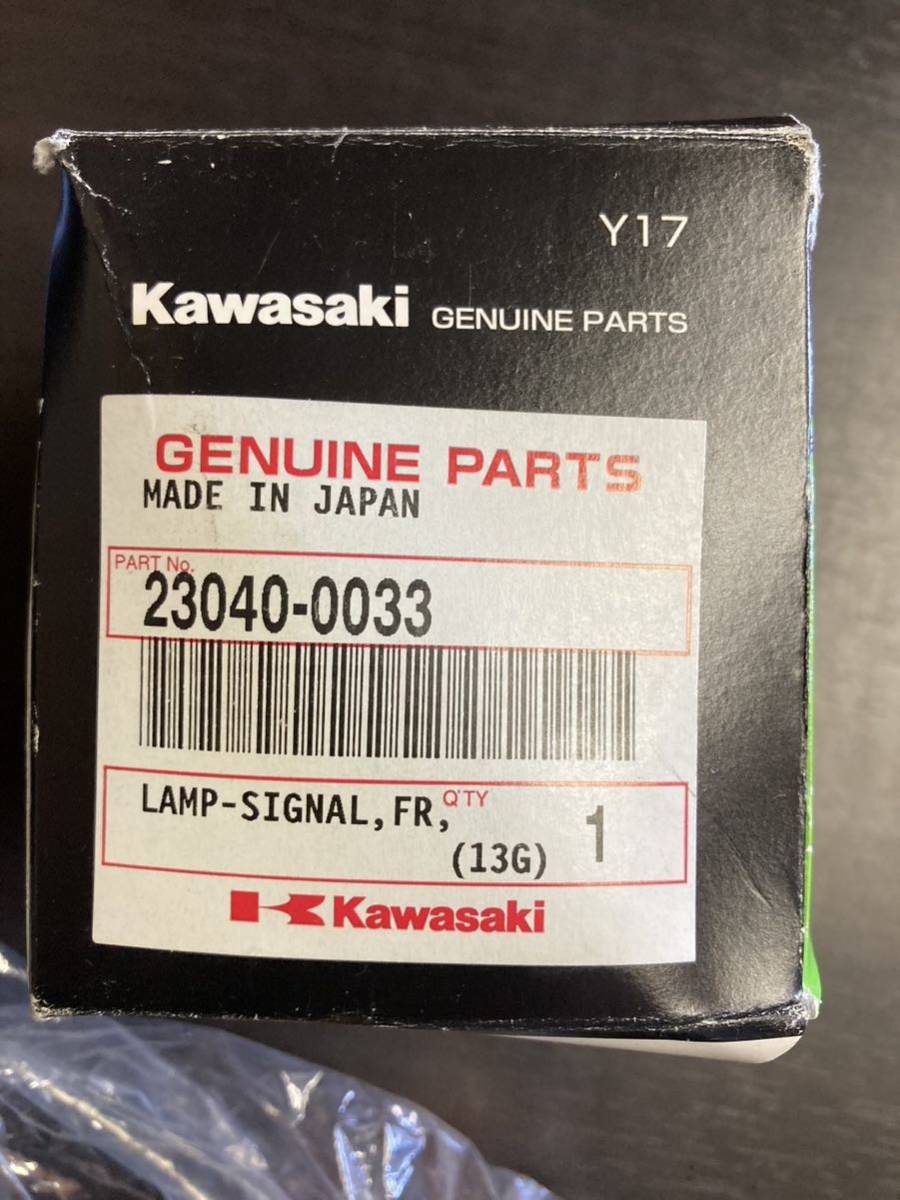 Y17
Kawasaki GENUINE PARTS
GENUINE PARTS
MADE IN JAPAN
PART No.
23040-0033
LAMP-SIGNAL,FR, Q'TY
(13G) 1
Kawasaki